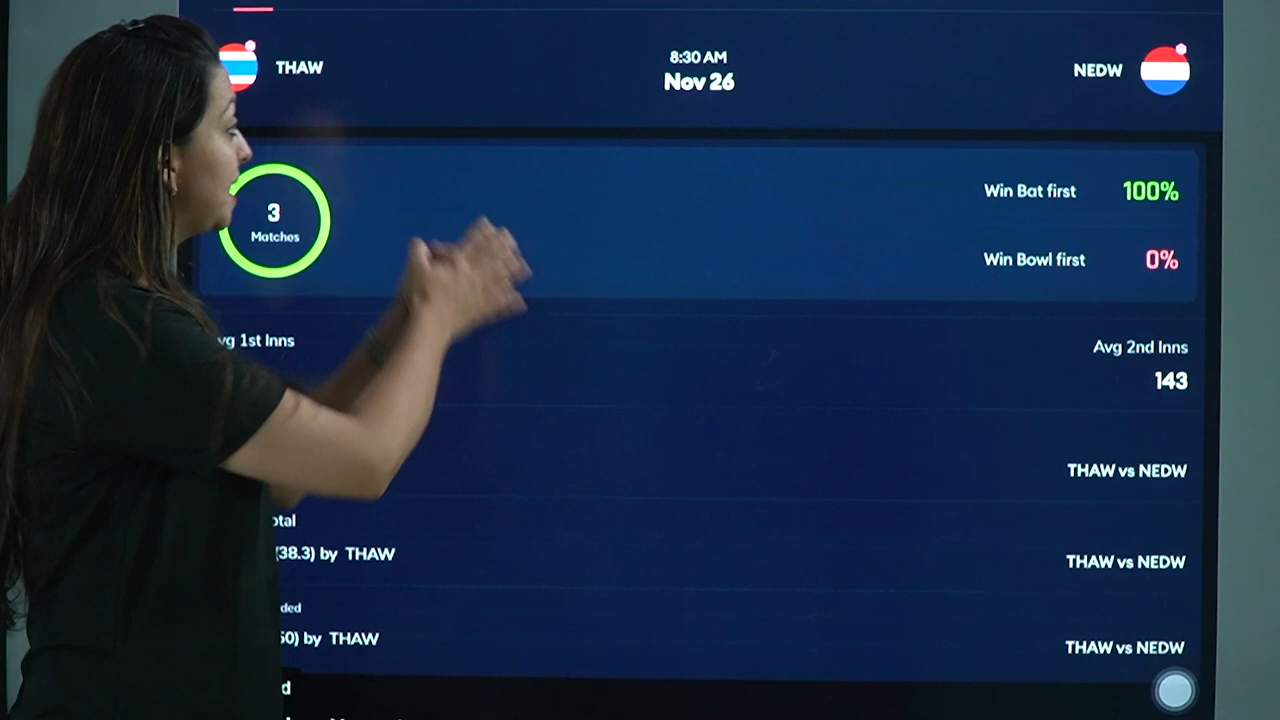 THAW
8:30 AM
Nov 26
NEDW
3
Matches
Win Bat first 100%
Win Bowl first 0%
vg 1st Inns
Avg 2nd Inns
143
THAW vs NEDW
otal
(38.3) by THAW
THAW vs NEDW
ded
50) by THAW
THAW vs NEDW
d